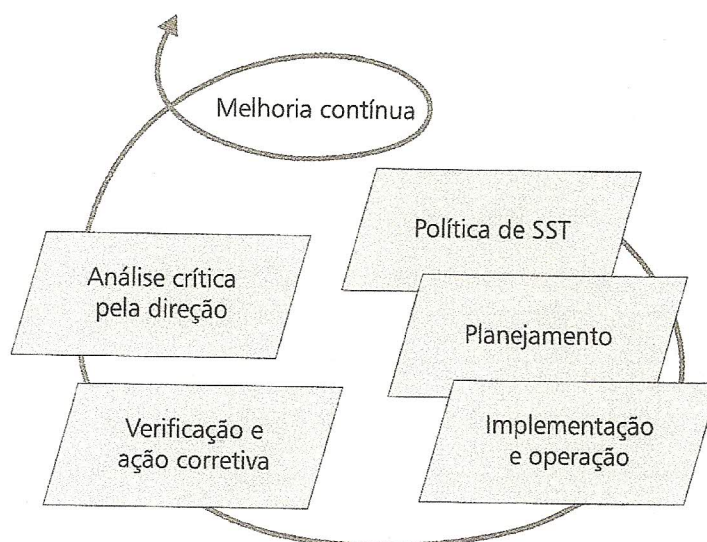 Melhoria contínua
Política de SST
Planejamento
Implementação
e operação
Verificação e
ação corretiva
Análise crítica
pela direção